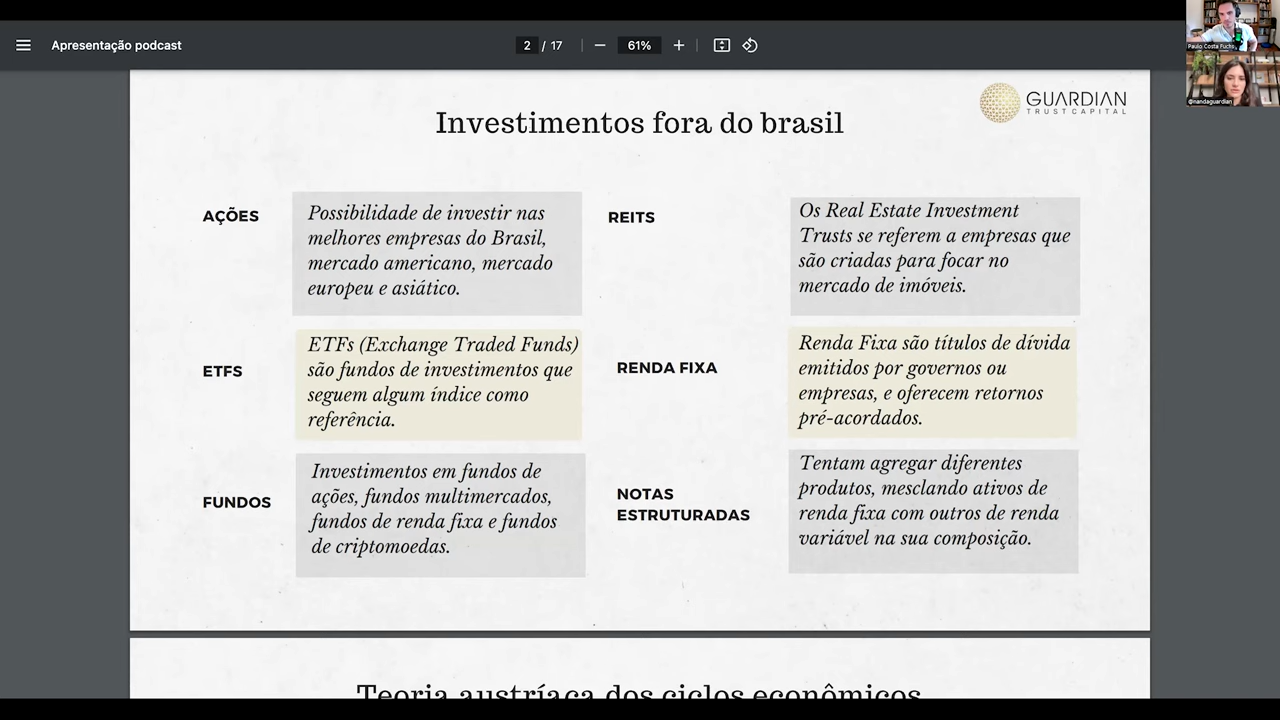 Apresentação podcast
2 / 17
61%
Paulo Costa Fuchs
@nandaguardian
GUARDIAN
TRUST CAPITAL
Investimentos fora do brasil
AÇÕES
Possibilidade de investir nas
melhores empresas do Brasil,
mercado americano, mercado
europeu e asiático.
REITS
Os Real Estate Investment
Trusts se referem a empresas que
são criadas para focar no
mercado de imóveis.
ETFS
ETFs (Exchange Traded Funds)
são fundos de investimentos que
seguem algum índice como
referência.
RENDA FIXA
Renda Fixa são títulos de dívida
emitidos por governos ou
empresas, e oferecem retornos
pré-acordados.
FUNDOS
Investimentos em fundos de
ações, fundos multimercados,
fundos de renda fixa e fundos
de criptomoedas.
NOTAS
ESTRUTURADAS
Tentam agregar diferentes
produtos, mesclando ativos de
renda fixa com outros de renda
variável na sua composição.
Teoria austríaca dos ciclos econômicos